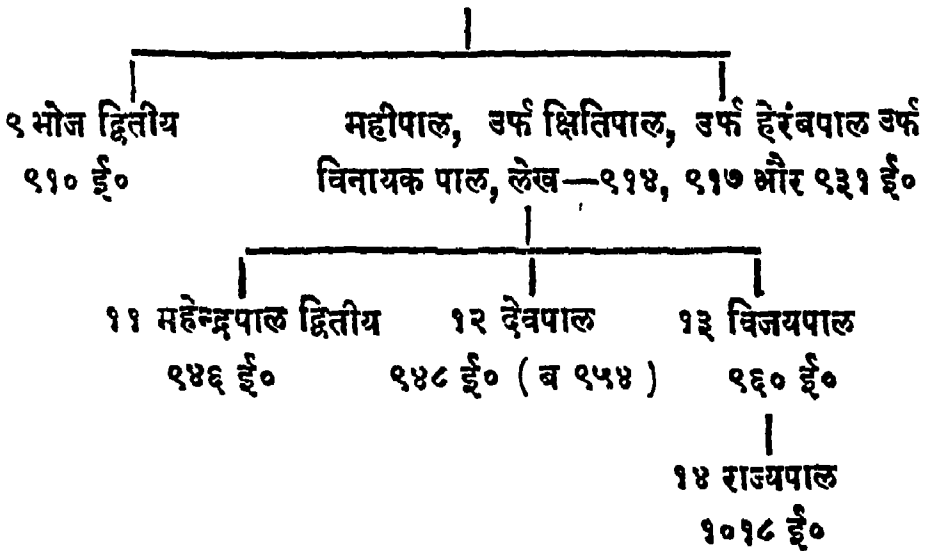 ९ भोज द्वितीय महीपाल, उर्फ क्षितिपाल, उर्फ हेरंबपाल उर्फ
९१० ई० विनायक पाल, लेख—९१४, ९१७ और ९३१ ई०
११ महेन्द्रपाल द्वितीय १२ देवपाल १३ विजयपाल
९४६ ई० ९४८ ई० ( ब ९५४ ) ९६० ई०
१४ राज्यपाल
१०१८ ई०